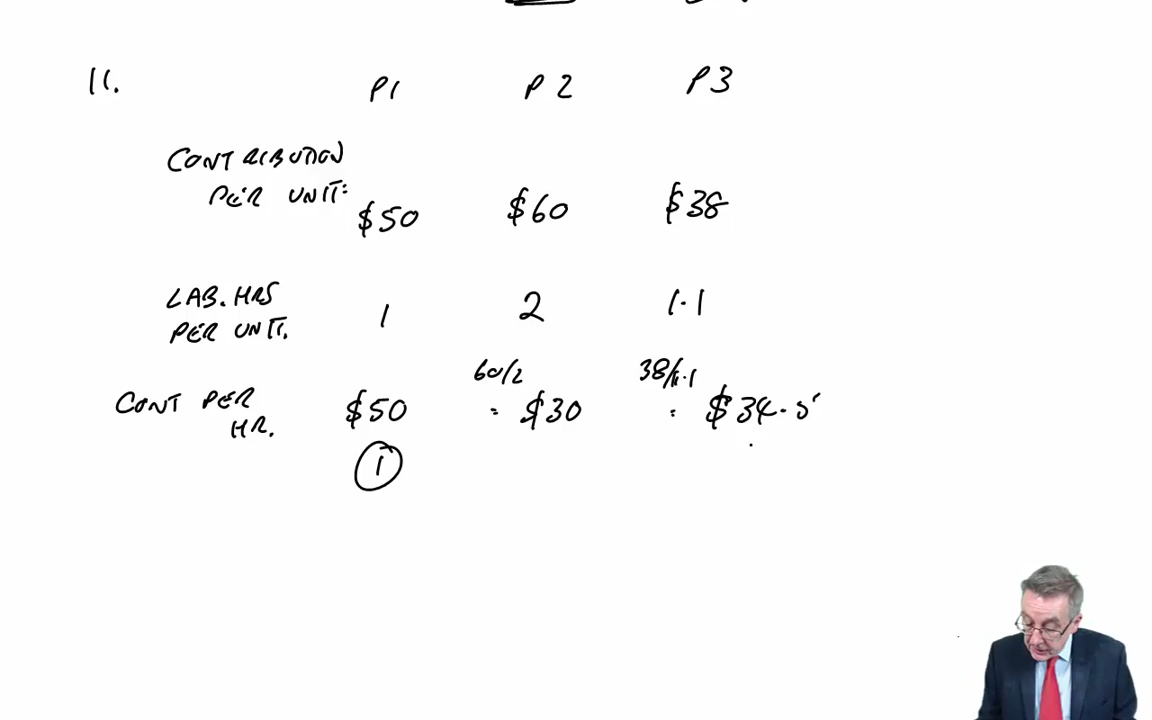 11. P1 P2 P3
CONTRIBUTION
PER UNIT: $50 $60 $38
LAB. HRS
PER UNIT. 1 2 1.1
60/2 38/1.1
CONT PER $50 = $30 = $34.5
HR.
1